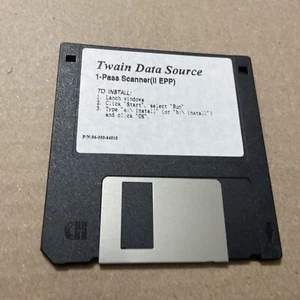 Twain Data Source
1-Pass Scanner(II EPP)
TO INSTALL:
1. Lanch windows
2. Click "Start", select "Run"
3. Type "a:\ install" (or "b:\ install")
and click "OK"